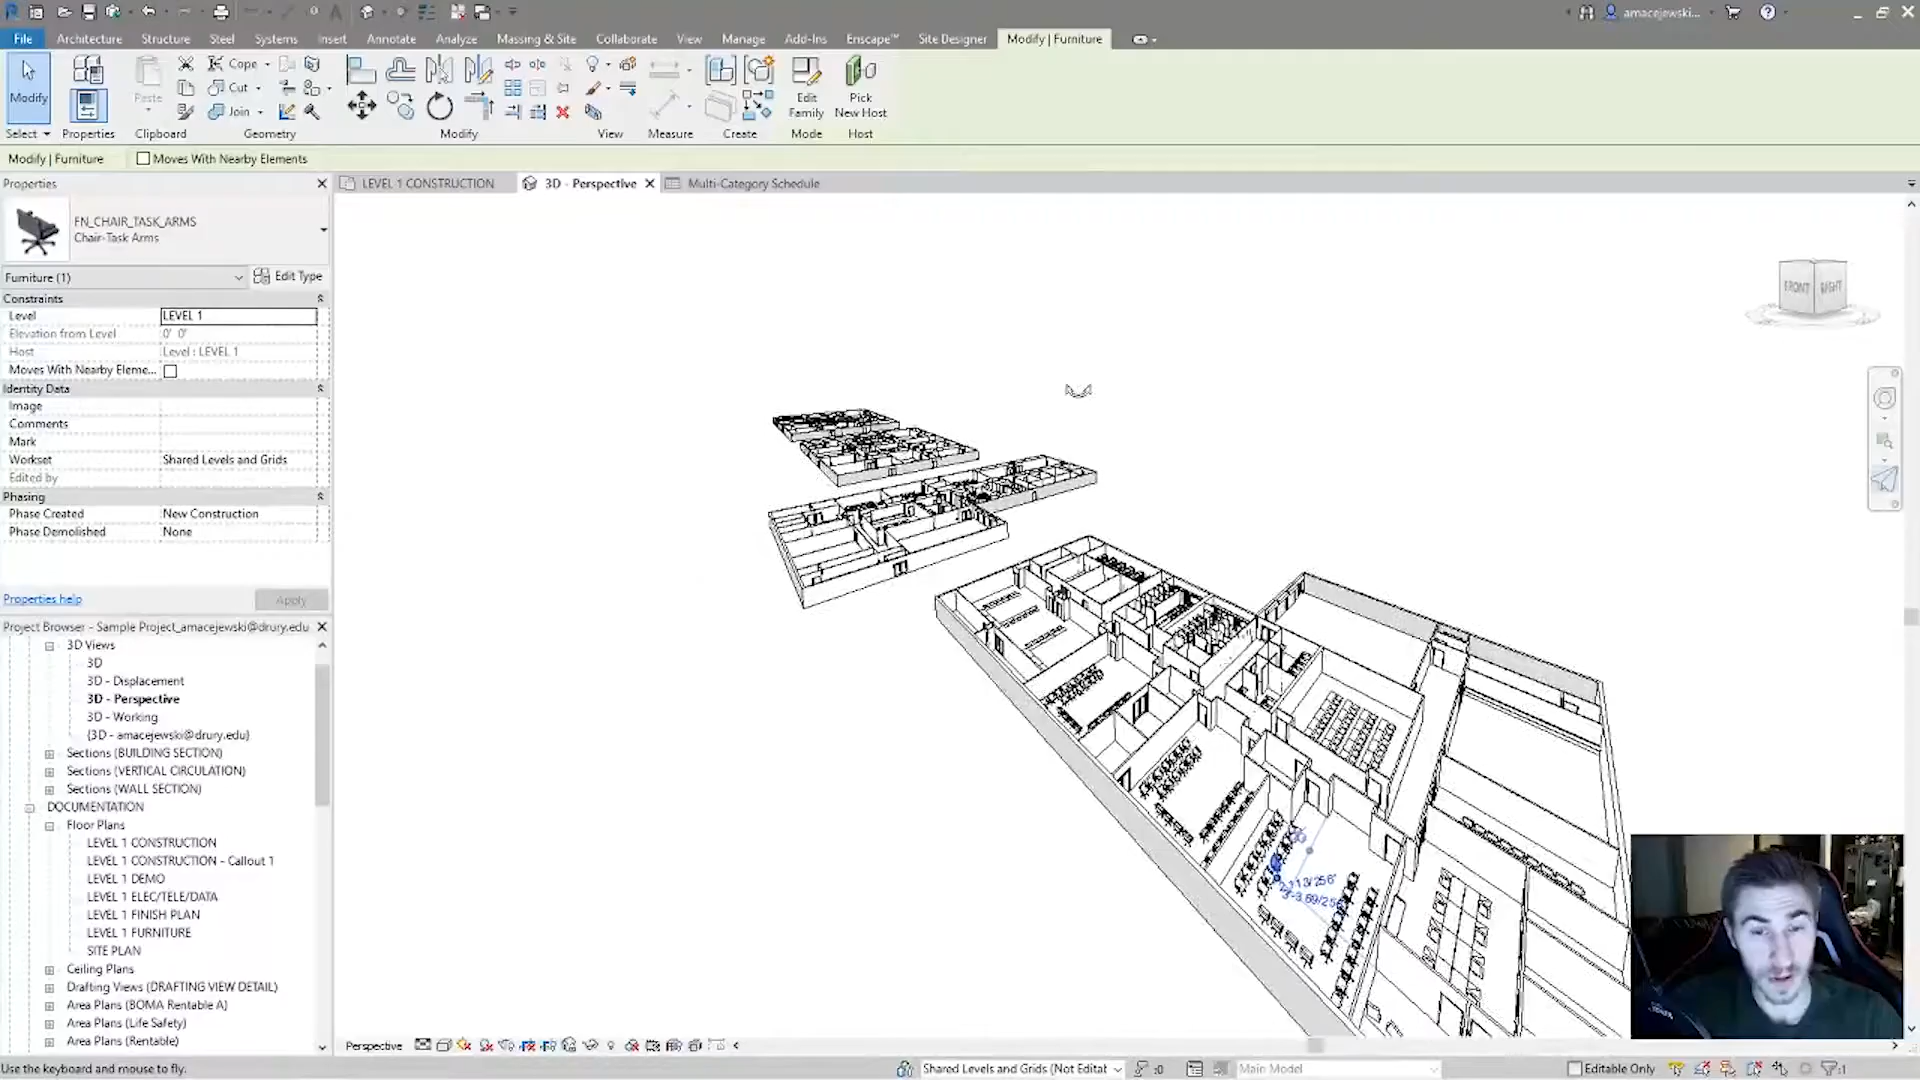 amacejewski...
File Architecture Structure Steel Systems Insert Annotate Analyze Massing & Site Collaborate View Manage Add-Ins Enscape™ Site Designer Modify | Furniture
Modify
Paste
Cope
Cut
Join
Edit Family
Pick New Host
Select Properties Clipboard Geometry Modify View Measure Create Mode Host
Modify | Furniture Moves With Nearby Elements
Properties
LEVEL 1 CONSTRUCTION 3D - Perspective Multi-Category Schedule
FN_CHAIR_TASK_ARMS
Chair-Task Arms
Furniture (1) Edit Type
Constraints
Level LEVEL 1
Elevation from Level 0' 0"
Host Level : LEVEL 1
Moves With Nearby Eleme...
Identity Data
Image
Comments
Mark
Workset Shared Levels and Grids
Edited by
Phasing
Phase Created New Construction
Phase Demolished None
Properties help Apply
Project Browser - Sample Project_amacejewski@drury.edu
3D Views
3D
3D - Displacement
3D - Perspective
3D - Working
{3D - amacejewski@drury.edu}
Sections (BUILDING SECTION)
Sections (VERTICAL CIRCULATION)
Sections (WALL SECTION)
DOCUMENTATION
Floor Plans
LEVEL 1 CONSTRUCTION
LEVEL 1 CONSTRUCTION - Callout 1
LEVEL 1 DEMO
LEVEL 1 ELEC/TELE/DATA
LEVEL 1 FINISH PLAN
LEVEL 1 FURNITURE
SITE PLAN
Ceiling Plans
Drafting Views (DRAFTING VIEW DETAIL)
Area Plans (BOMA Rentable A)
Area Plans (Life Safety)
Area Plans (Rentable)
FRONT RIGHT
Perspective
Use the keyboard and mouse to fly.
Shared Levels and Grids (Not Editat
:0
Main Model
Editable Only
:1